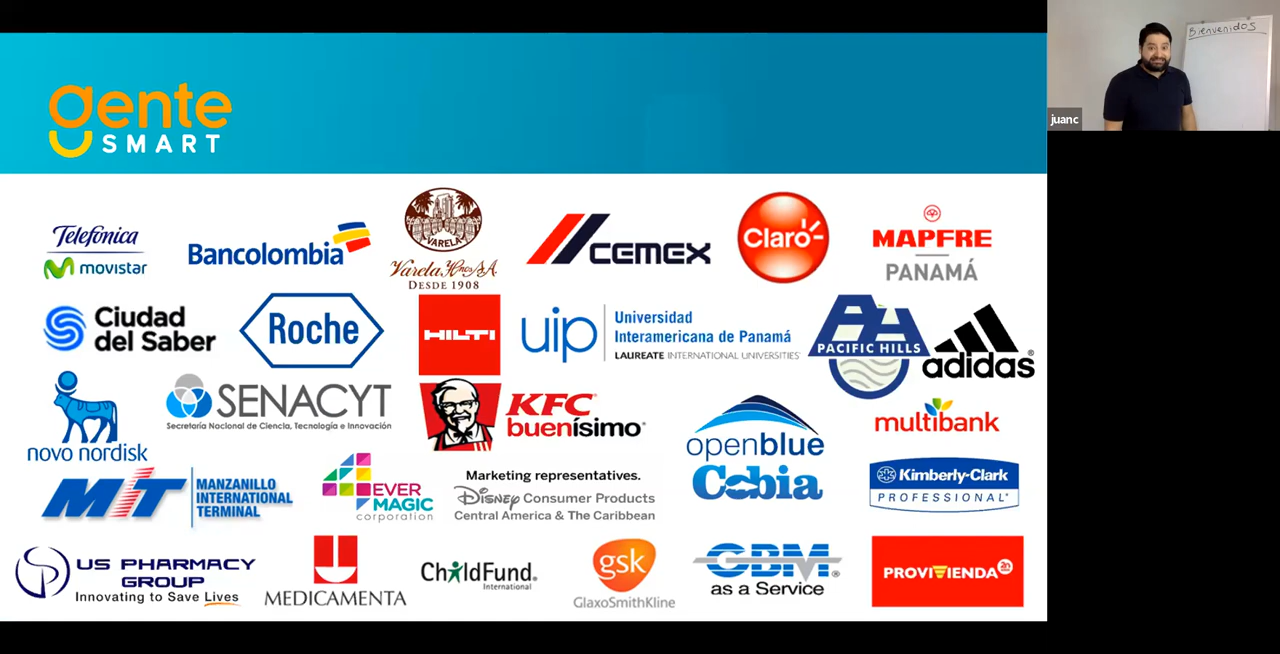 Bienvenidos
juanc
gente
SMART
Telefónica
movistar
Bancolombia
VARELA
Varela Hnos S.A
DESDE 1908
CEMEX
Claro
MAPFRE
PANAMÁ
Ciudad
del Saber
Roche
HILTI
uip
Universidad
Interamericana de Panamá
LAUREATE INTERNATIONAL UNIVERSITIES
PH
PACIFIC HILLS
adidas
novo nordisk
SENACYT
Secretaría Nacional de Ciencia, Tecnología e Innovación
KFC
buenísimo
openblue
Cobia
multibank
MIT
MANZANILLO
INTERNATIONAL
TERMINAL
EVER
MAGIC
corporation
Marketing representatives.
Disney Consumer Products
Central America & The Caribbean
Kimberly-Clark
PROFESSIONAL
US PHARMACY
GROUP
Innovating to Save Lives
MEDICAMENTA
ChildFund
International
gsk
GlaxoSmithKline
GBM
as a Service
PROVIVIENDA